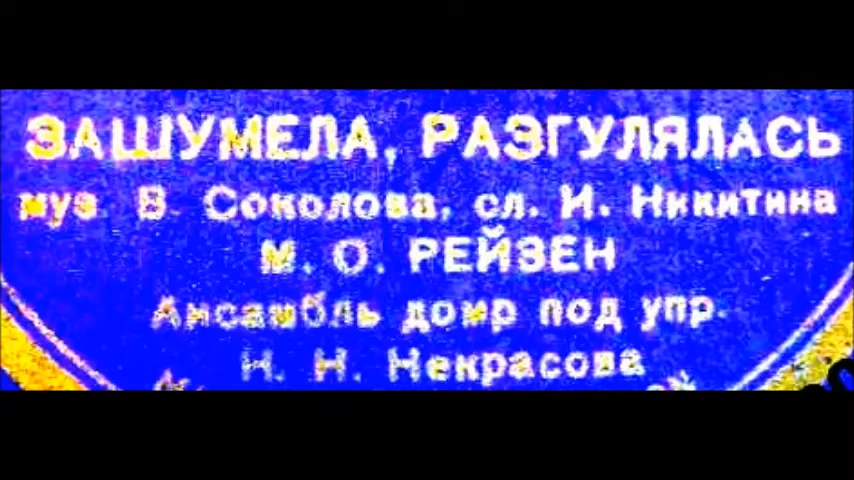 ЗАШУМЕЛА, РАЗГУЛЯЛАСЬ
муз. В. Соколова, сл. И. Никитина
М. О. РЕЙЗЕН
Ансамбль домр под упр.
Н. Н. Некрасова